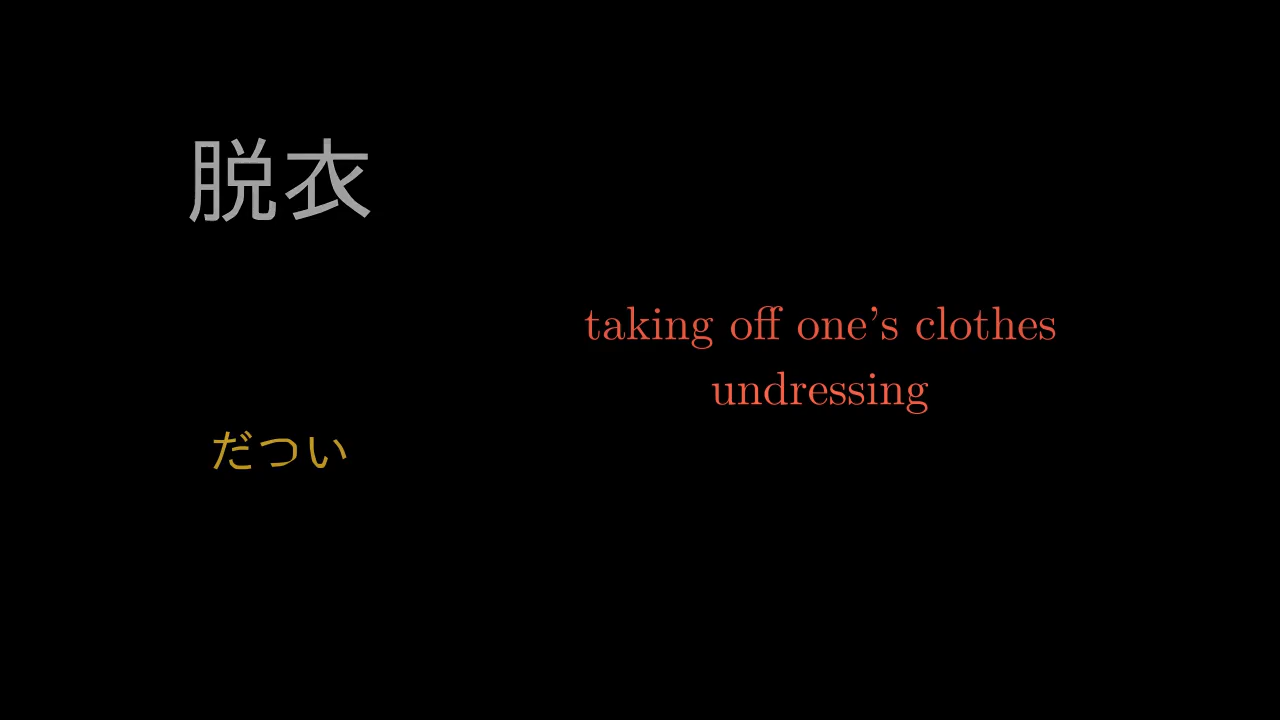 脱衣
だつい
taking off one's clothes
undressing